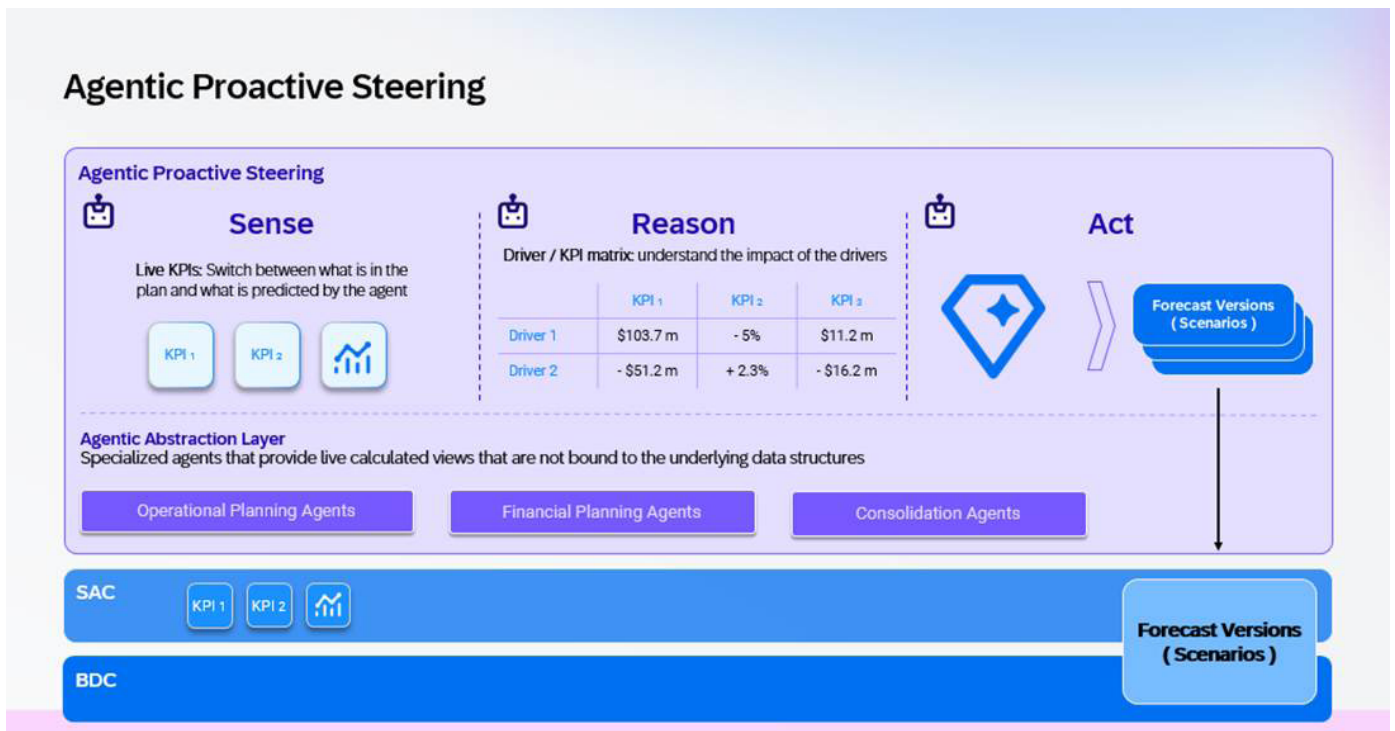 Agentic Proactive Steering
Agentic Proactive Steering
Sense
Live KPIs: Switch between what is in the
plan and what is predicted by the agent
KPI 1
KPI 2
Reason
Driver / KPI matrix: understand the impact of the drivers
KPI 1 KPI 2 KPI 3
Driver 1 $103.7 m - 5% $11.2 m
Driver 2 - $51.2 m + 2.3% - $16.2 m
Act
Forecast Versions
( Scenarios )
Agentic Abstraction Layer
Specialized agents that provide live calculated views that are not bound to the underlying data structures
Operational Planning Agents
Financial Planning Agents
Consolidation Agents
SAC
KPI 1
KPI 2
Forecast Versions
( Scenarios )
BDC